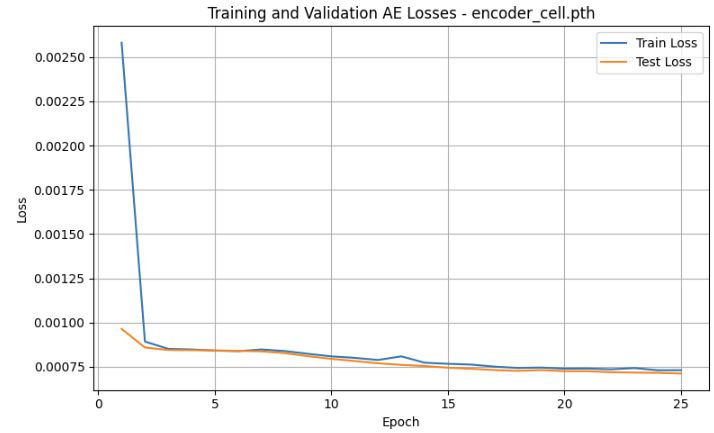 Training and Validation AE Losses - encoder_cell.pth
Train Loss
Test Loss
Loss
0.00250
0.00225
0.00200
0.00175
0.00150
0.00125
0.00100
0.00075
0 5 10 15 20 25
Epoch